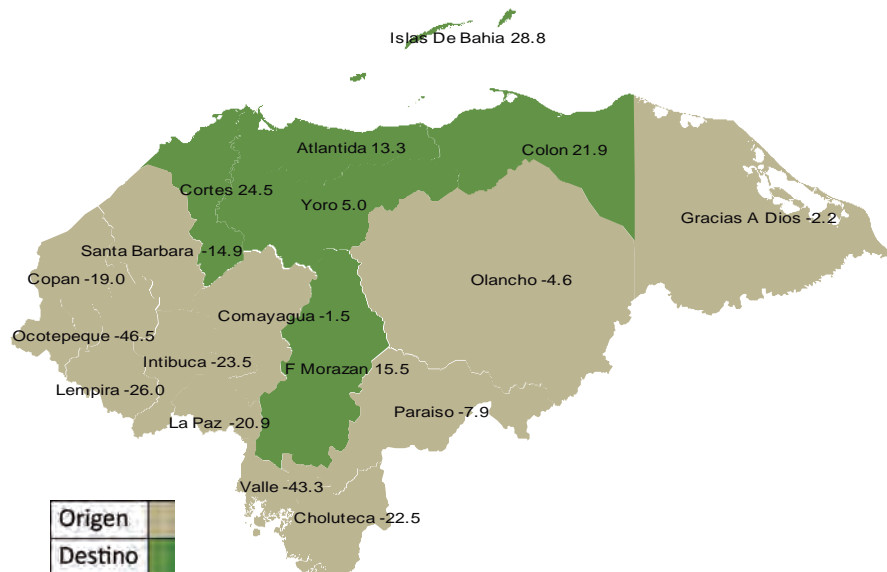 Islas De Bahia 28.8
Atlantida 13.3
Colon 21.9
Cortes 24.5
Yoro 5.0
Gracias A Dios -2.2
Santa Barbara -14.9
Copan -19.0
Olancho -4.6
Comayagua -1.5
Ocotepeque -46.5
Intibuca -23.5
F Morazan 15.5
Lempira -26.0
Paraiso -7.9
La Paz -20.9
Valle -43.3
Choluteca -22.5
Origen
Destino